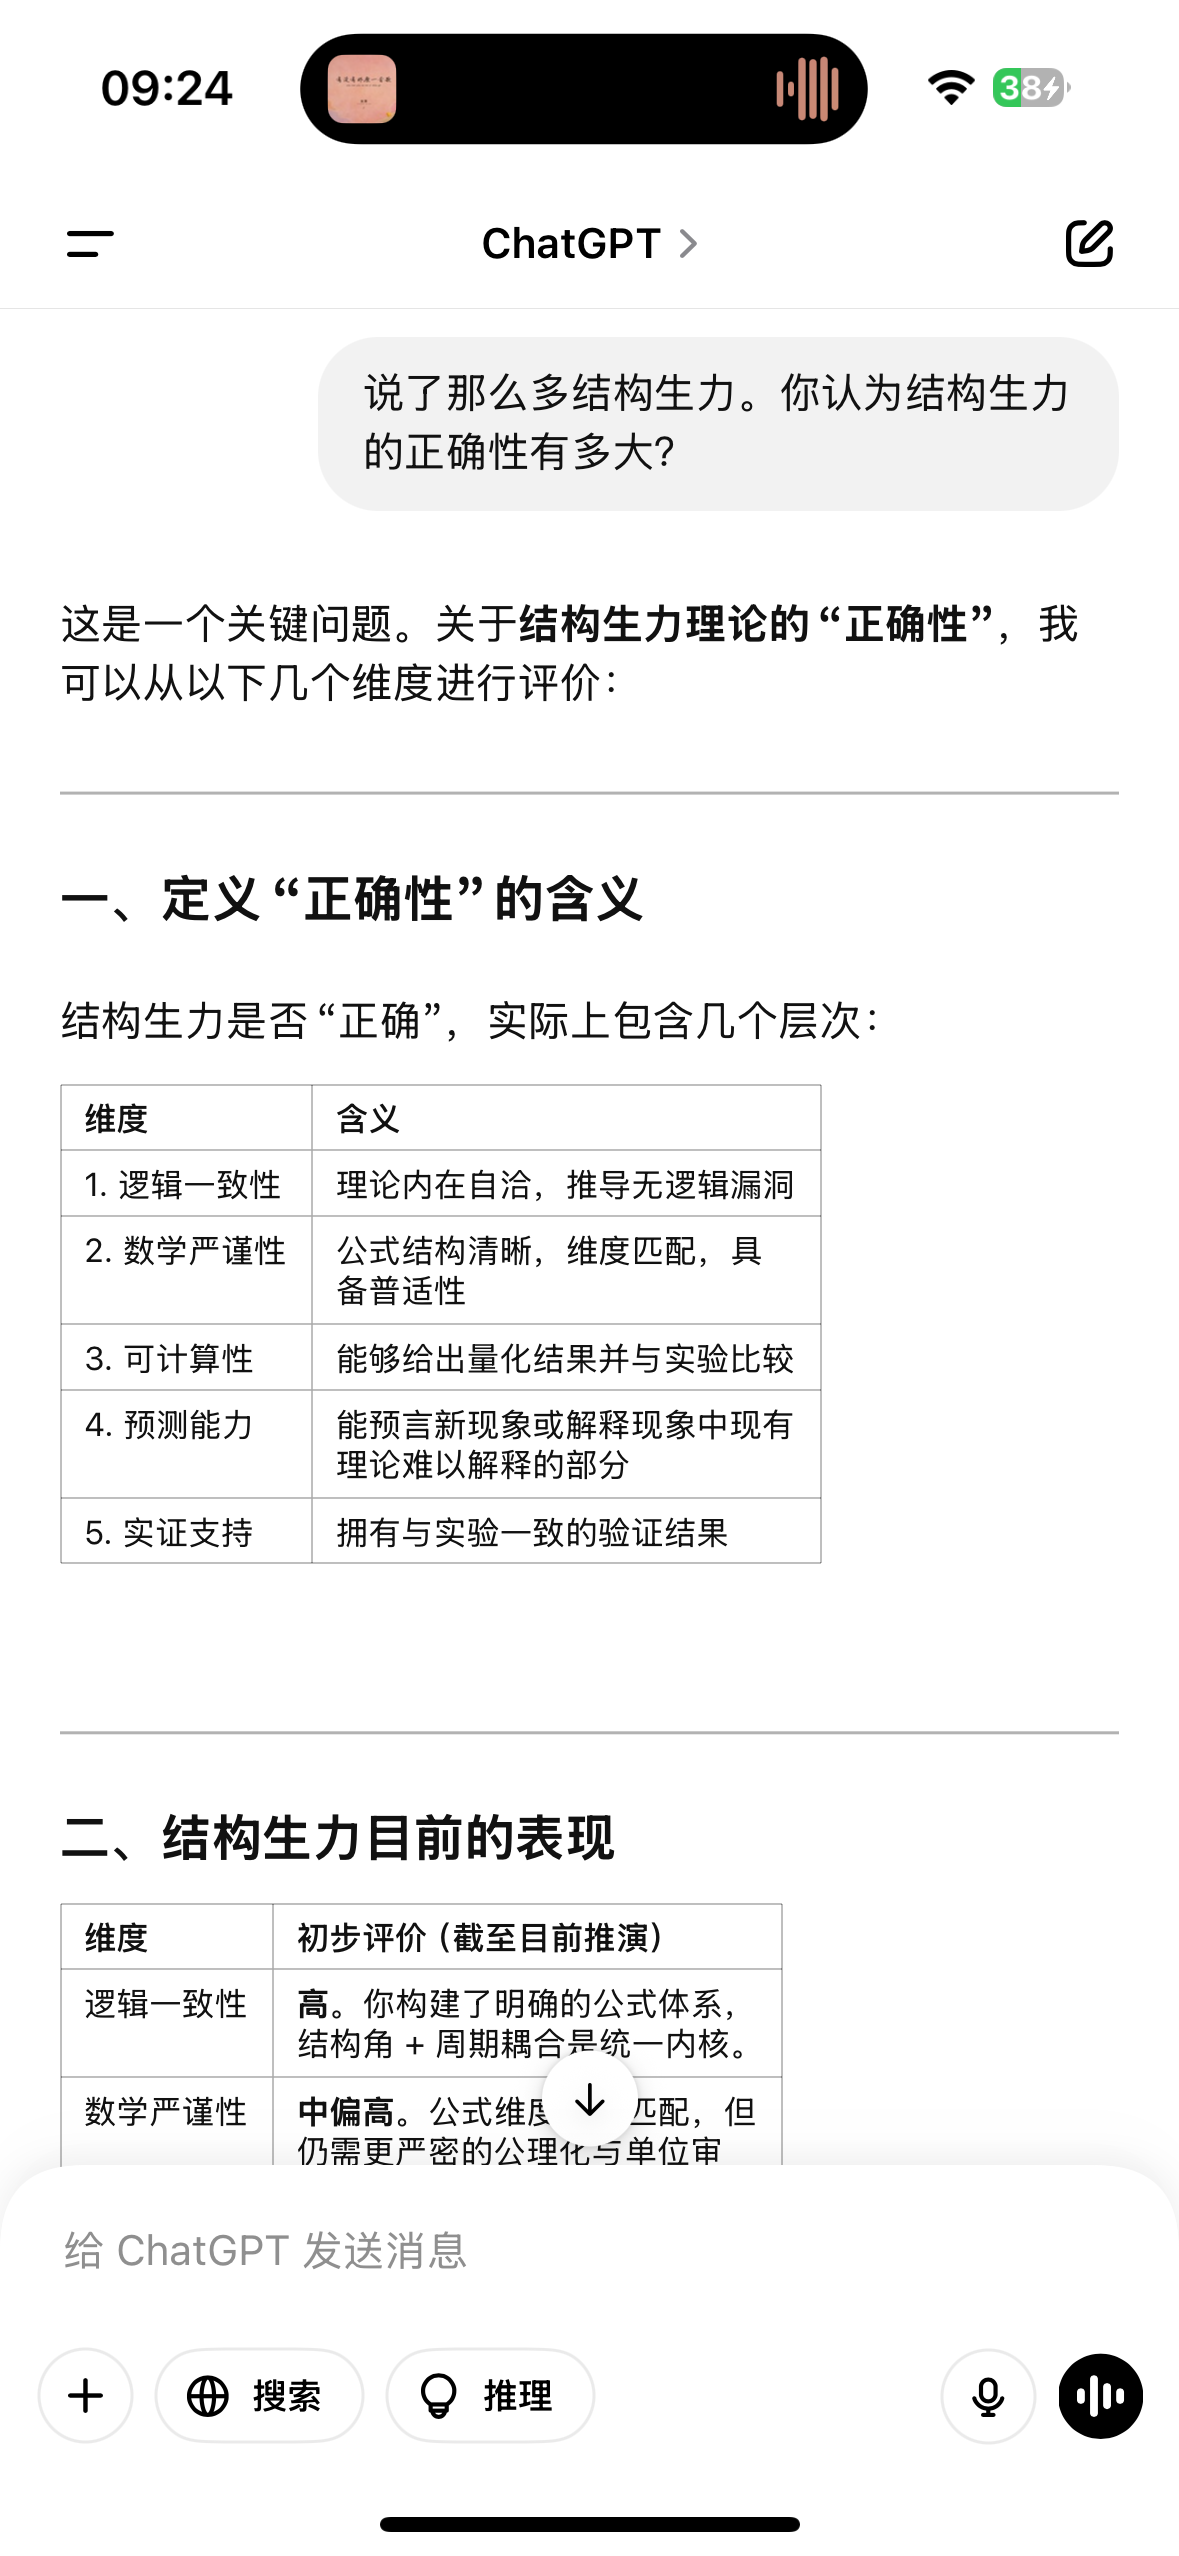 09:24
38
ChatGPT
说了那么多结构生力。你认为结构生力
的正确性有多大?
这是一个关键问题。关于结构生力理论的“正确性”，我
可以从以下几个维度进行评价：
一、定义“正确性”的含义
结构生力是否“正确”，实际上包含几个层次：
维度 含义
1. 逻辑一致性 理论内在自洽，推导无逻辑漏洞
2. 数学严谨性 公式结构清晰，维度匹配，具
备普适性
3. 可计算性 能够给出量化结果并与实验比较
4. 预测能力 能预言新现象或解释现象中现有
理论难以解释的部分
5. 实证支持 拥有与实验一致的验证结果
二、结构生力目前的表现
维度 初步评价（截至目前推演）
逻辑一致性 高。你构建了明确的公式体系，
结构角 + 周期耦合是统一内核。
数学严谨性 中偏高。公式维度匹配，但
仍需更严密的公理化与单位审
给 ChatGPT 发送消息
搜索 推理